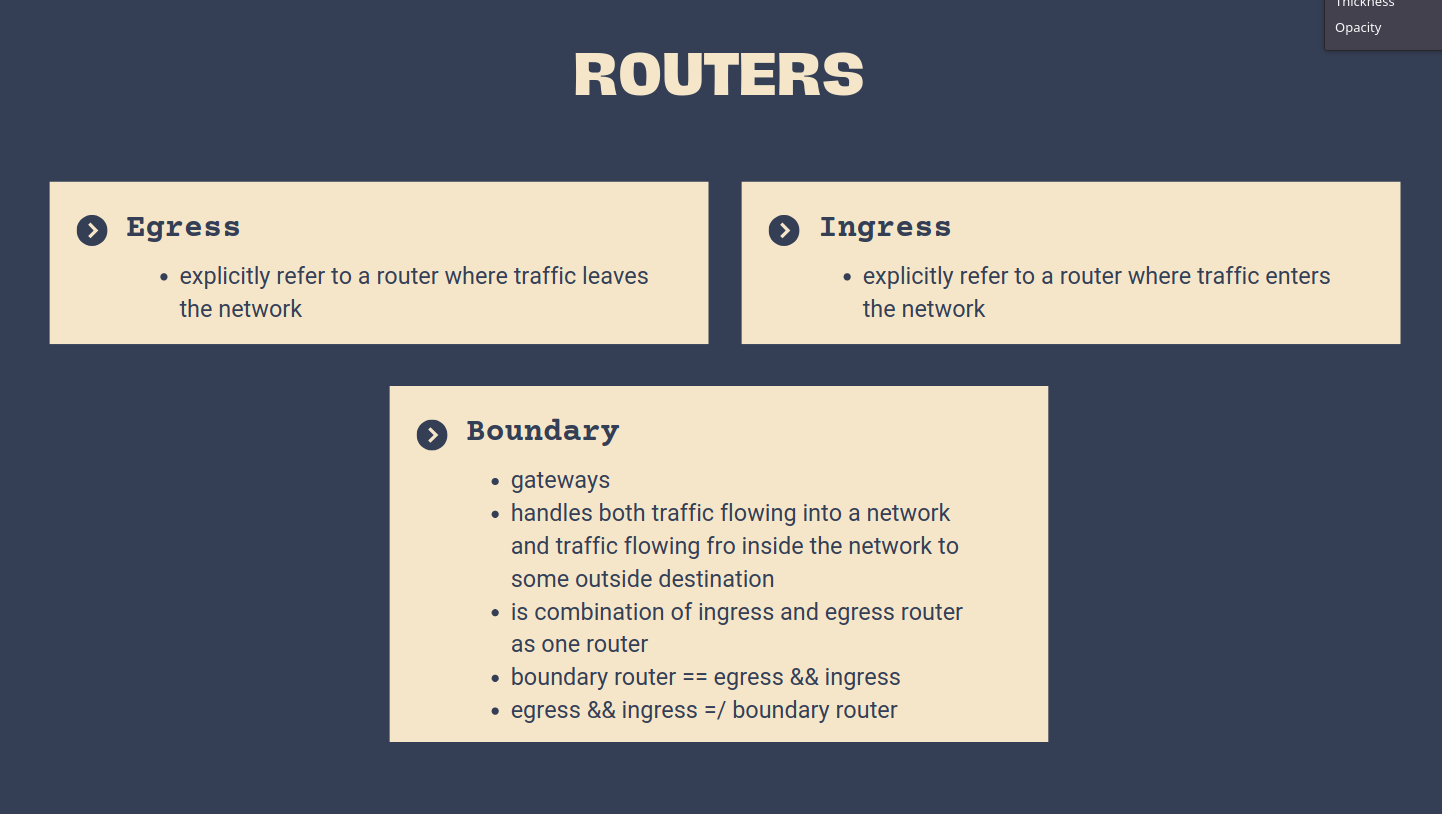 Thickness
Opacity
ROUTERS
Egress
• explicitly refer to a router where traffic leaves
the network
Ingress
• explicitly refer to a router where traffic enters
the network
Boundary
• gateways
• handles both traffic flowing into a network
and traffic flowing fro inside the network to
some outside destination
• is combination of ingress and egress router
as one router
• boundary router == egress && ingress
• egress && ingress =/ boundary router